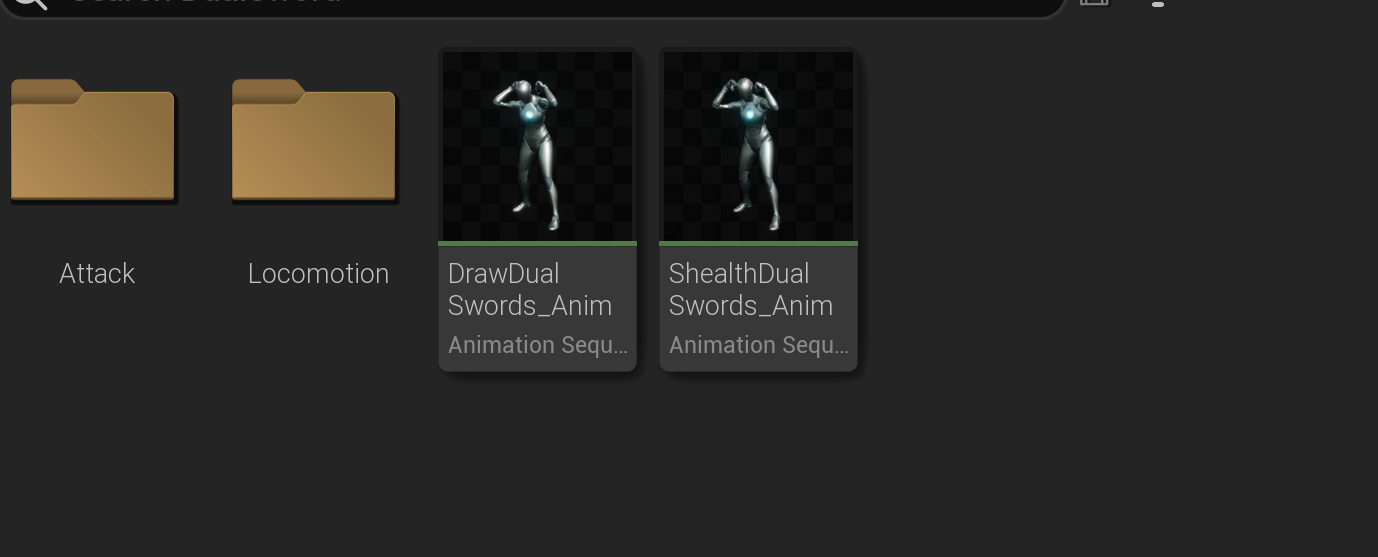 Attack
Locomotion
DrawDual
Swords_Anim
Animation Sequ...
ShealthDual
Swords_Anim
Animation Sequ...